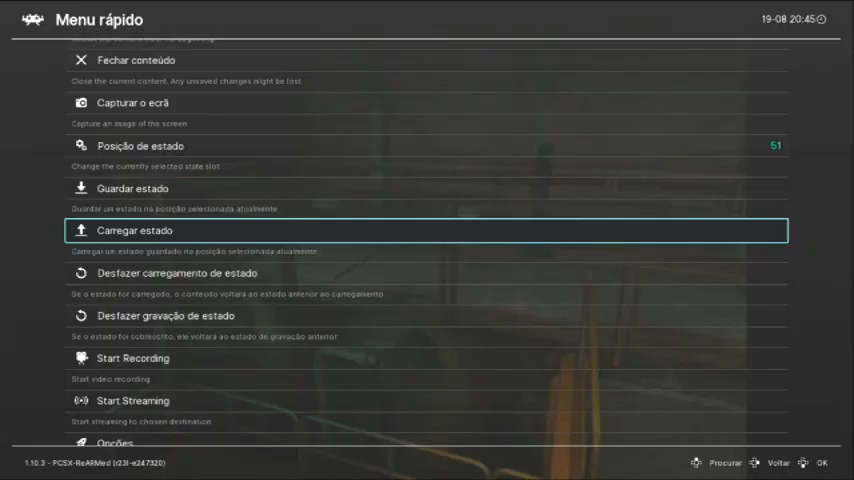 Menu rápido
19-08 20:45
Fechar conteúdo
Close the current content. Any unsaved changes might be lost.
Capturar o ecrã
Capture an image of the screen
Posição de estado
51
Change the currently selected state slot
Guardar estado
Guardar um estado na posição selecionada atualmente
Carregar estado
Carregar um estado guardado na posição selecionada atualmente
Desfazer carregamento de estado
Se o estado for carregado, o conteúdo voltará ao estado anterior ao carregamento
Desfazer gravação de estado
Se o estado for sobrescrito, ele voltará ao estado de gravação anterior
Start Recording
Start video recording
Start Streaming
Start streaming to chosen destination
Opções
1.10.3 - PCSX-ReARMed (r23l-e247320)
Procurar
Voltar
OK